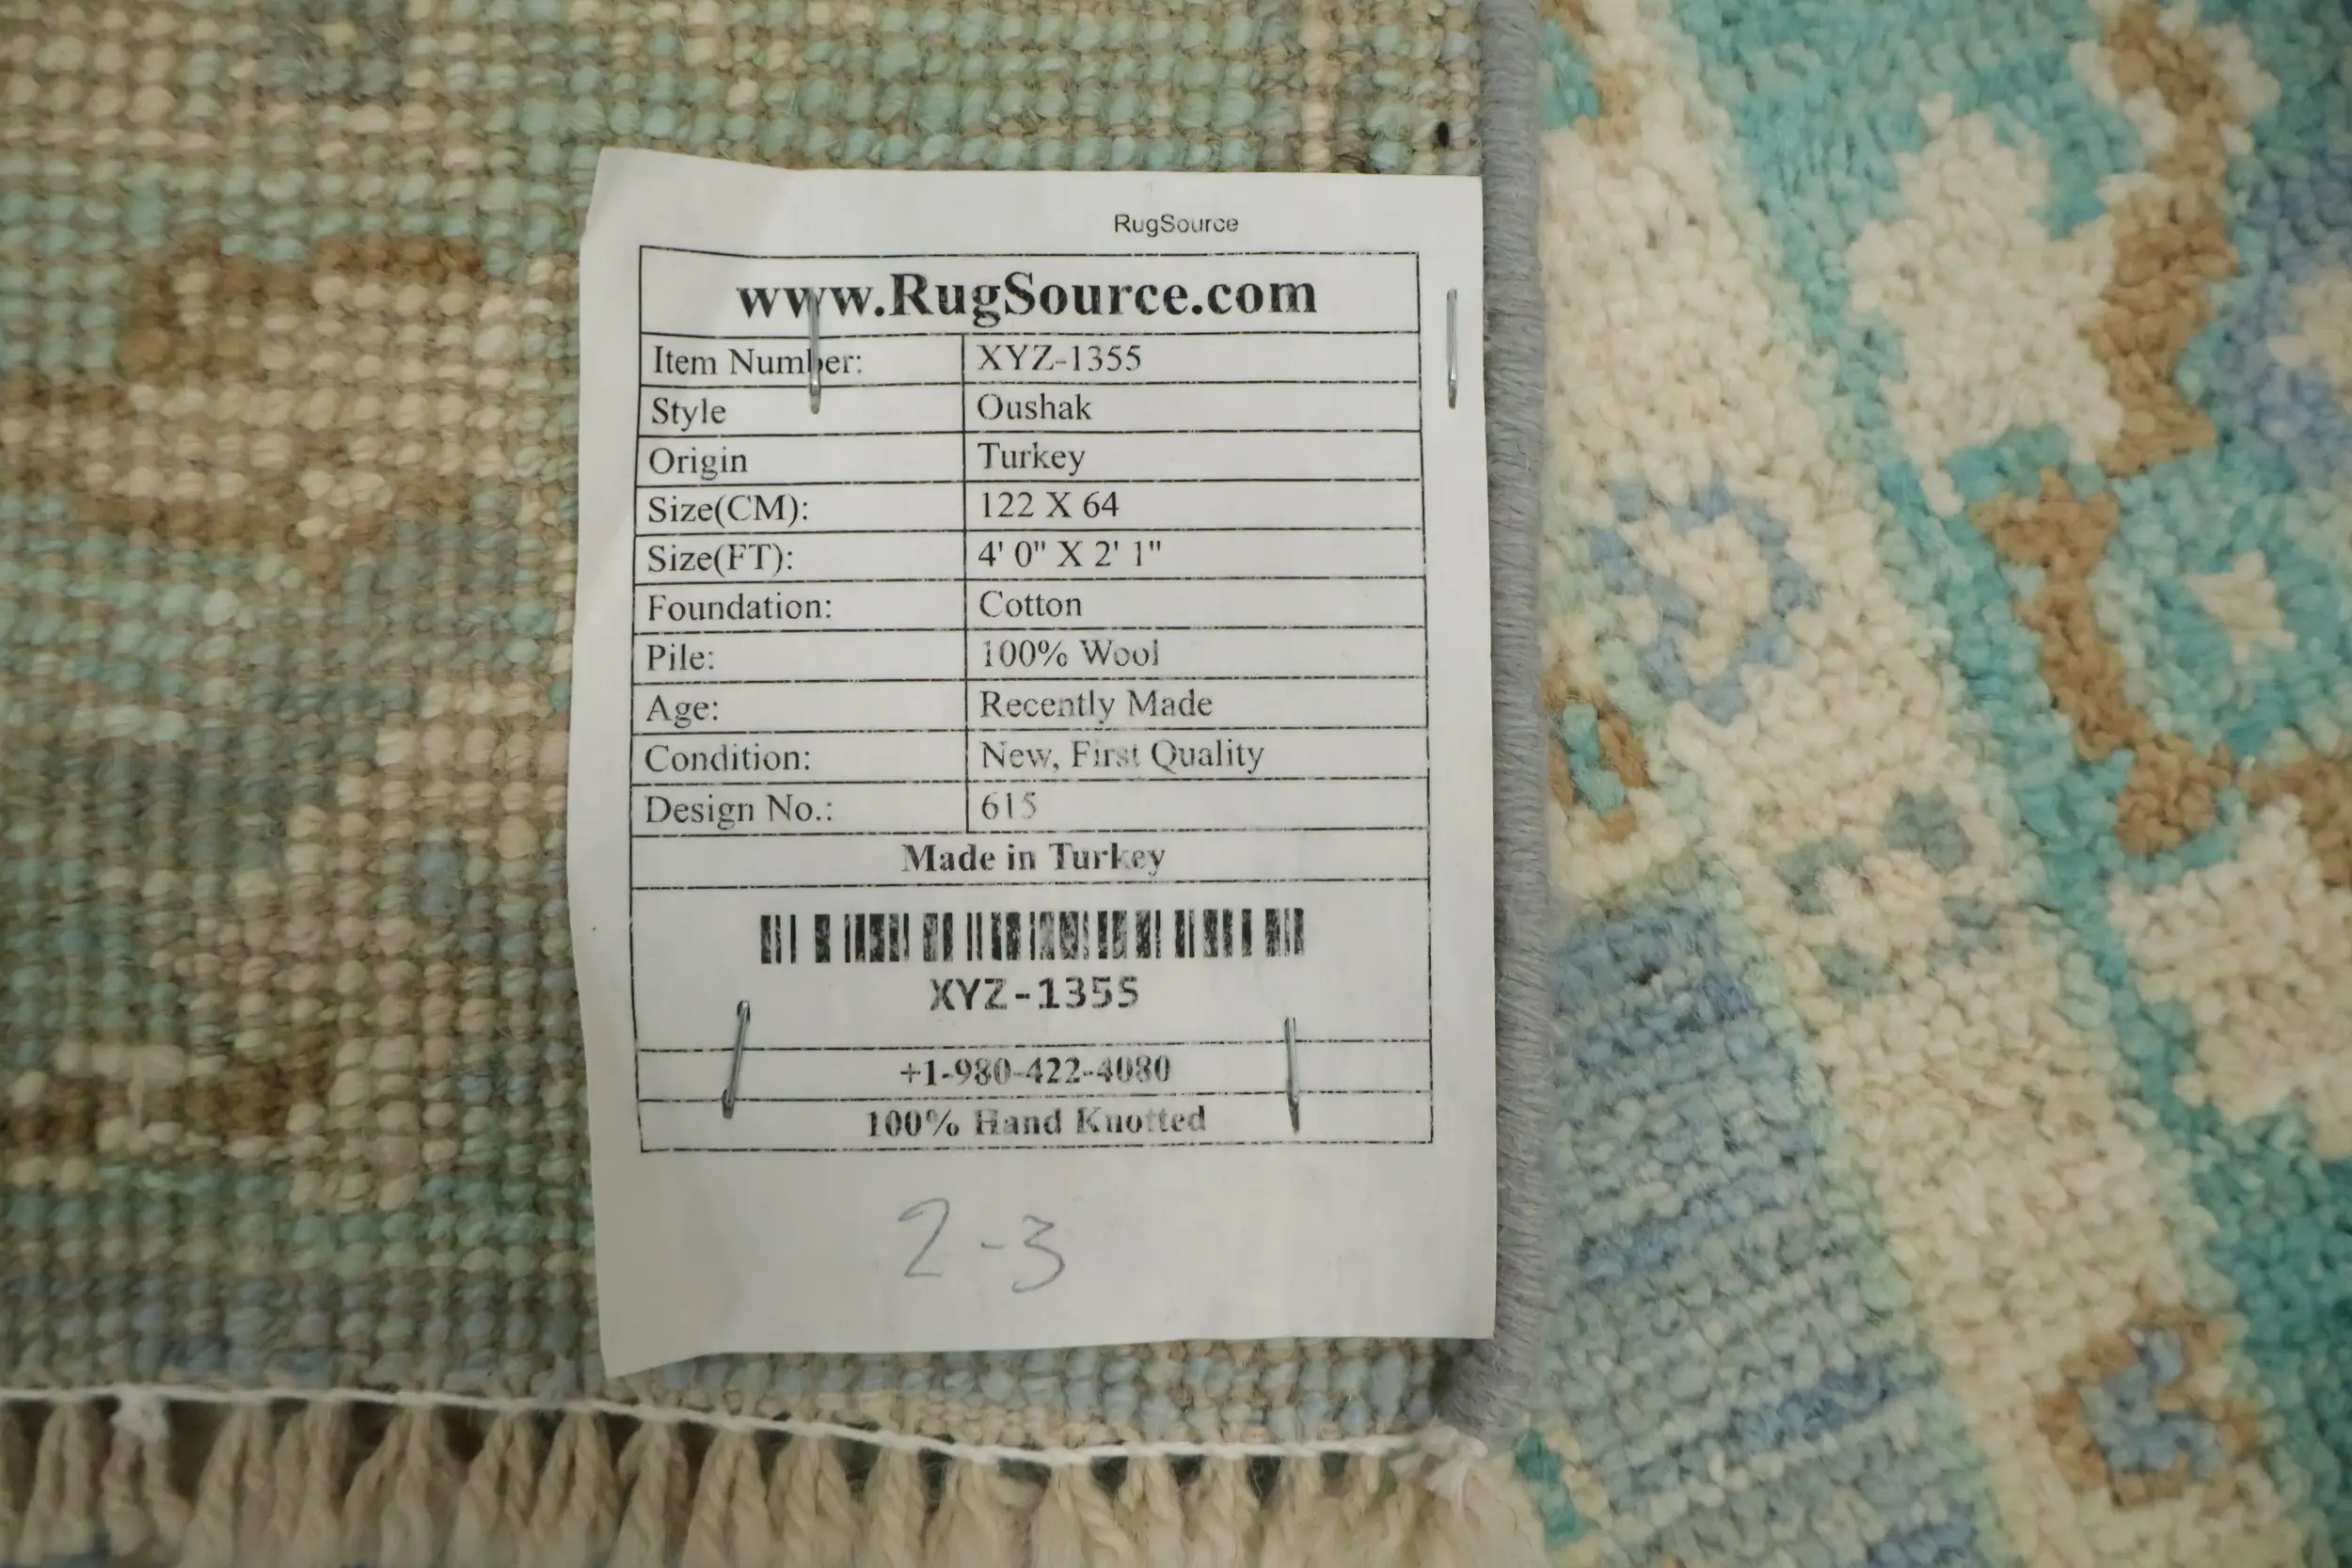 RugSource
www.RugSource.com
Item Number: XYZ-1355
Style Oushak
Origin Turkey
Size(CM): 122 X 64
Size(FT): 4' 0" X 2' 1"
Foundation: Cotton
Pile: 100% Wool
Age: Recently Made
Condition: New, First Quality
Design No.: 615
Made in Turkey
XYZ-1355
+1-980-422-4080
100% Hand Knotted
2-3